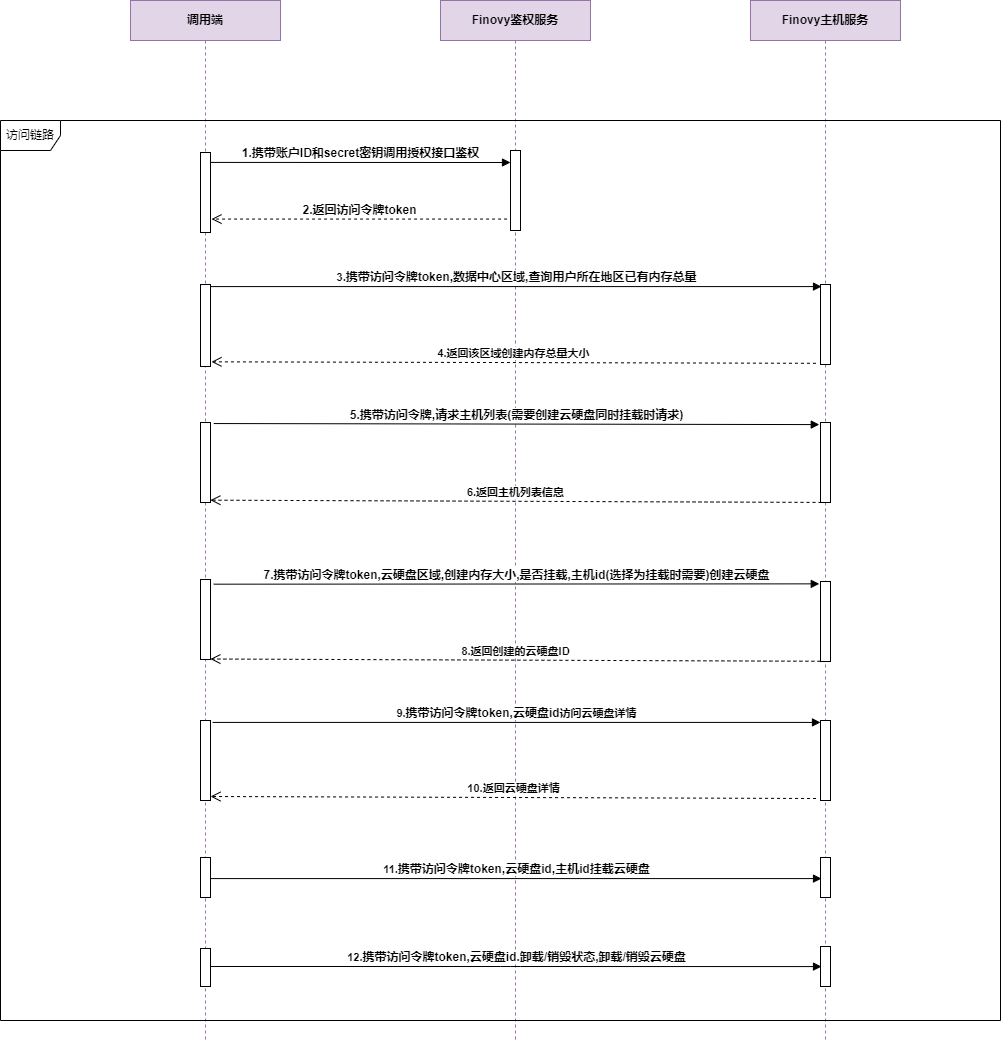 调用端
Finovy鉴权服务
Finovy主机服务
访问链路
1.携带账户ID和secret密钥调用授权接口鉴权
2.返回访问令牌token
3.携带访问令牌token,数据中心区域,查询用户所在地区已有内存总量
4.返回该区域创建内存总量大小
5.携带访问令牌,请求主机列表(需要创建云硬盘同时挂载时请求)
6.返回主机列表信息
7.携带访问令牌token,云硬盘区域,创建内存大小,是否挂载,主机id(选择为挂载时需要)创建云硬盘
8.返回创建的云硬盘ID
9.携带访问令牌token,云硬盘id访问云硬盘详情
10.返回云硬盘详情
11.携带访问令牌token,云硬盘id,主机id挂载云硬盘
12.携带访问令牌token,云硬盘id.卸载/销毁状态,卸载/销毁云硬盘